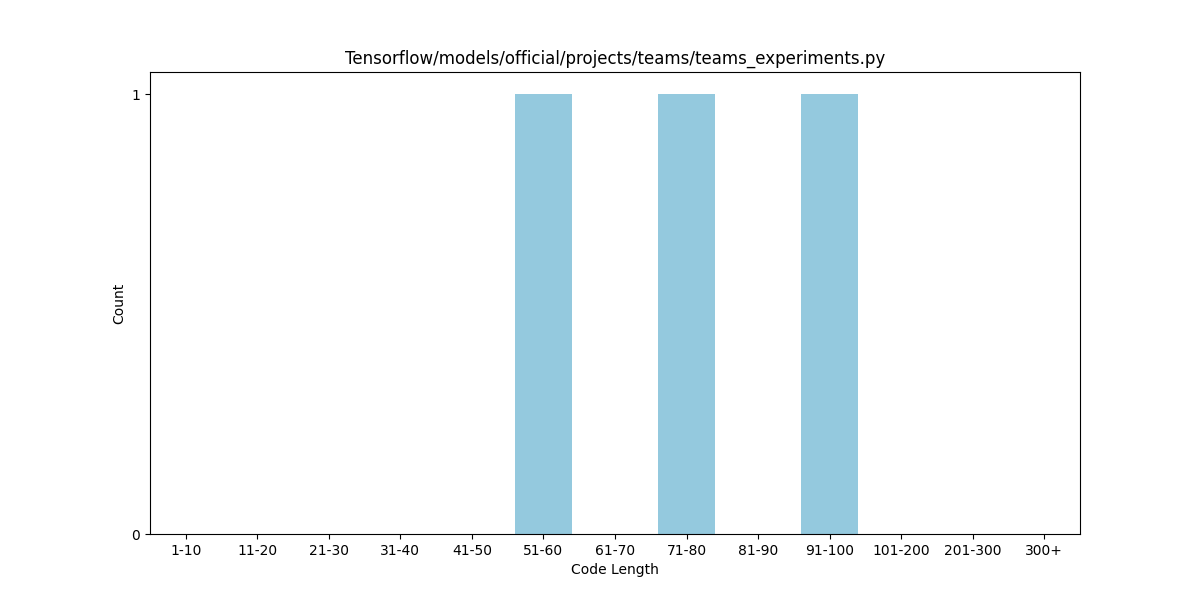 Tensorflow/models/official/projects/teams/teams_experiments.py
1
Count
0
1-10 11-20 21-30 31-40 41-50 51-60 61-70 71-80 81-90 91-100 101-200 201-300 300+
Code Length